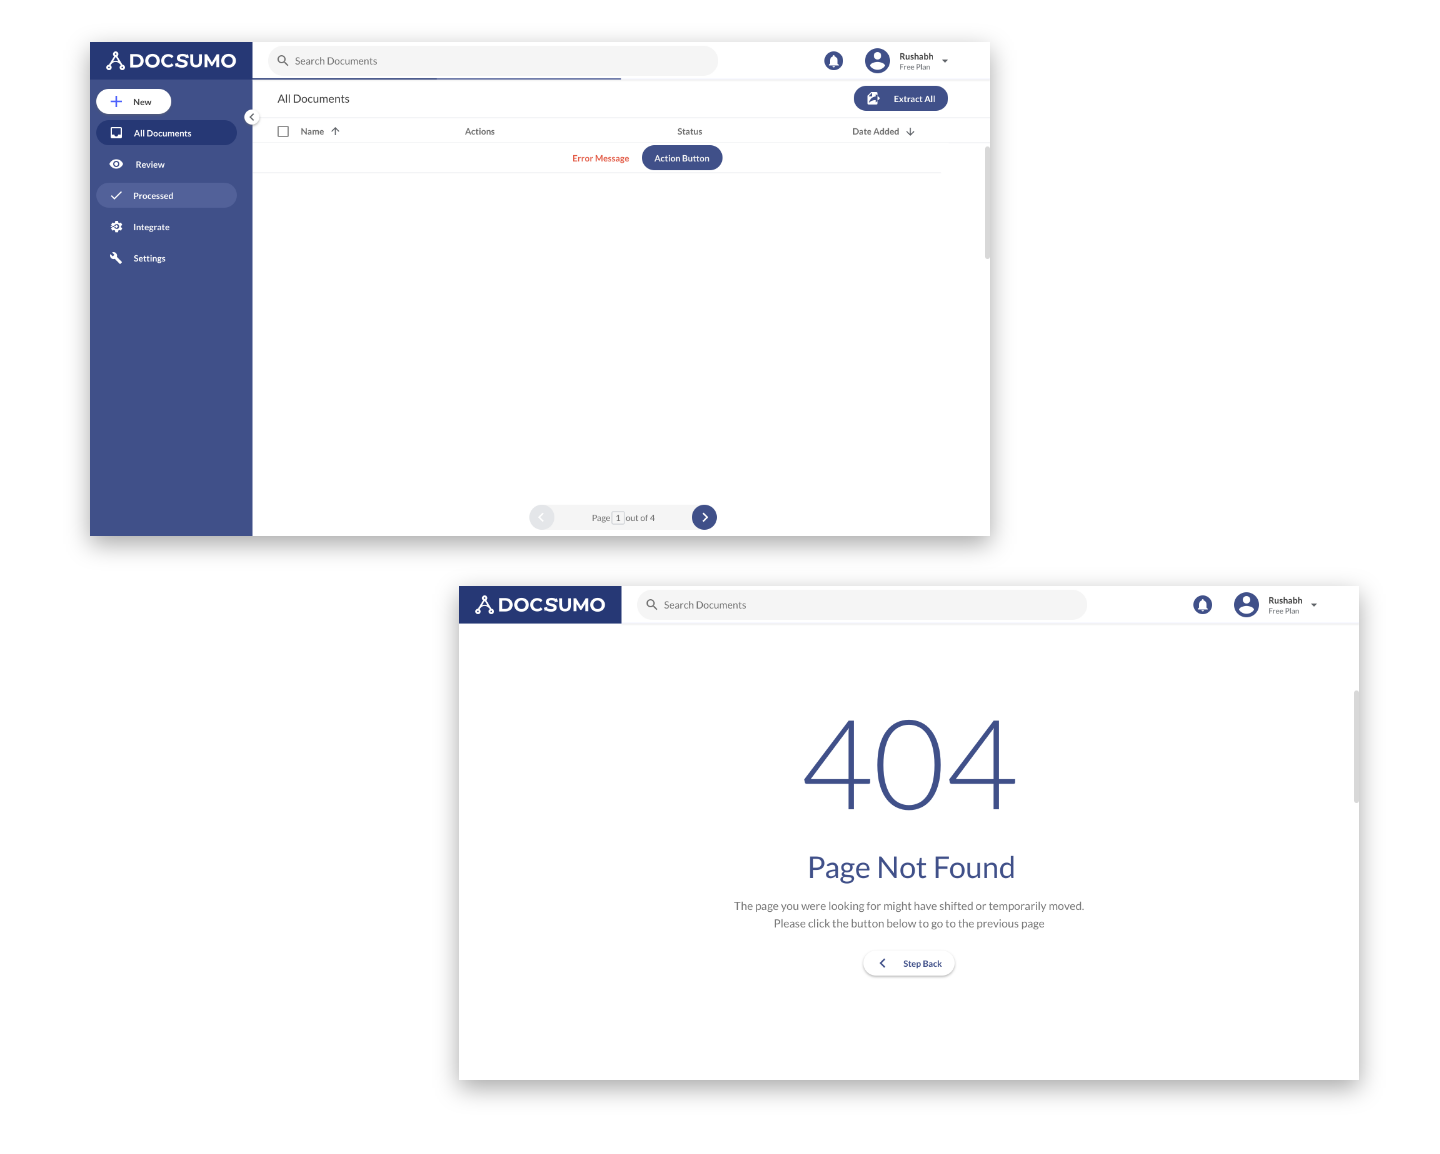 DOCSUMO
Search Documents
Rushabh
Free Plan
New
All Documents
Extract All
All Documents
Name
Actions
Status
Date Added
Error Message
Action Button
Review
Processed
Integrate
Settings
Page 1 out of 4
DOCSUMO
Search Documents
Rushabh
Free Plan
404
Page Not Found
The page you were looking for might have shifted or temporarily moved.
Please click the button below to go to the previous page
Step Back